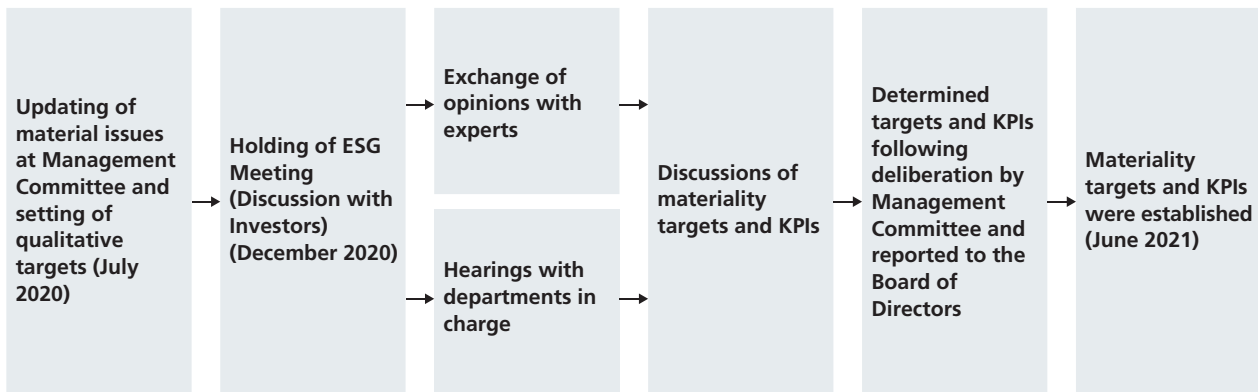 Updating of
material issues
at Management
Committee and
setting of
qualitative
targets (July
2020)
Holding of ESG
Meeting
(Discussion with
Investors)
(December 2020)
Exchange of
opinions with
experts
Hearings with
departments in
charge
Discussions of
materiality
targets and KPIs
Determined
targets and KPIs
following
deliberation by
Management
Committee and
reported to the
Board of
Directors
Materiality
targets and KPIs
were established
(June 2021)